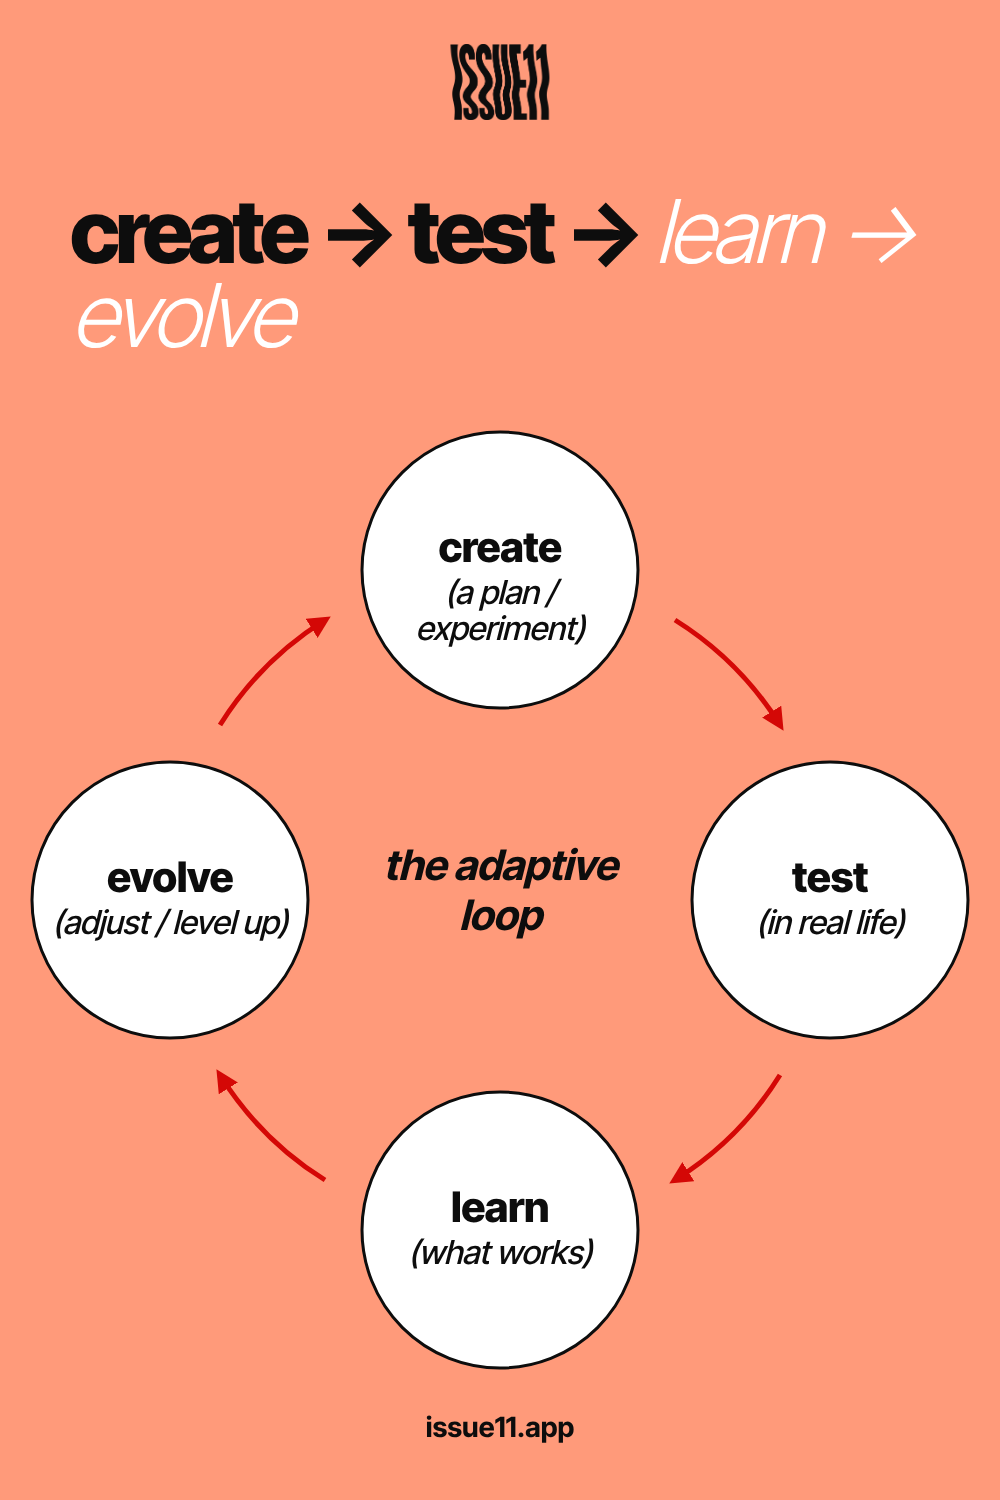 ISSUE11
create → test → learn →
evolve
create
(a plan /
experiment)
evolve
(adjust / level up)
the adaptive
loop
test
(in real life)
learn
(what works)
issue11.app